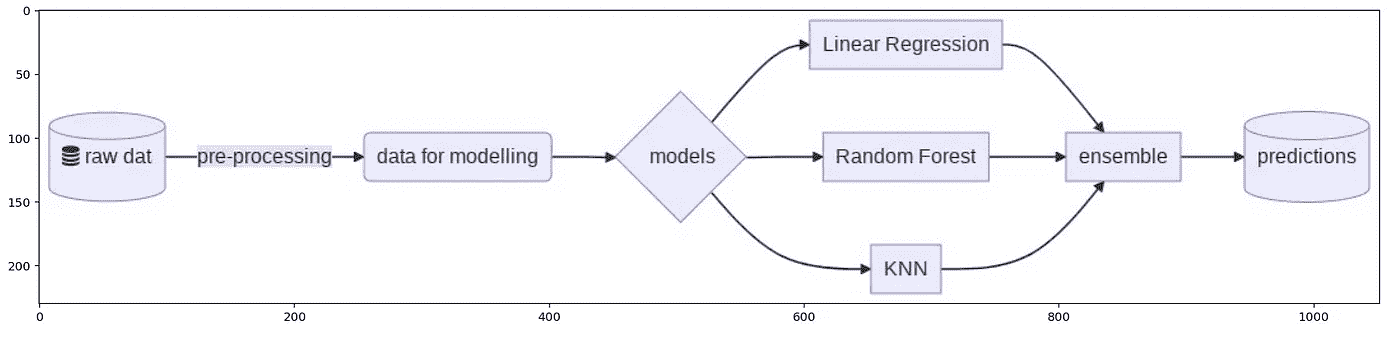 0
50
100
150
200
Linear Regression
raw dat
pre-processing
data for modelling
models
Random Forest
ensemble
predictions
KNN
0
200
400
600
800
1000